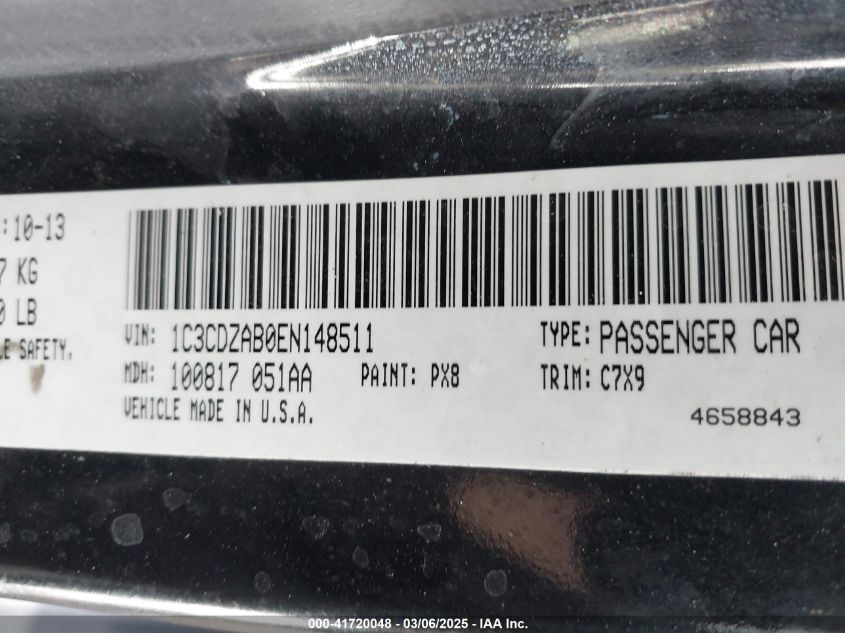 :10-13
7 KG
0 LB
LE SAFETY,
VIN: 1C3CDZAB0EN148511
TYPE: PASSENGER CAR
MDH: 100817 051AA
PAINT: PX8
TRIM: C7X9
VEHICLE MADE IN U.S.A.
4658843
000-41720048 - 03/06/2025 - IAA Inc.